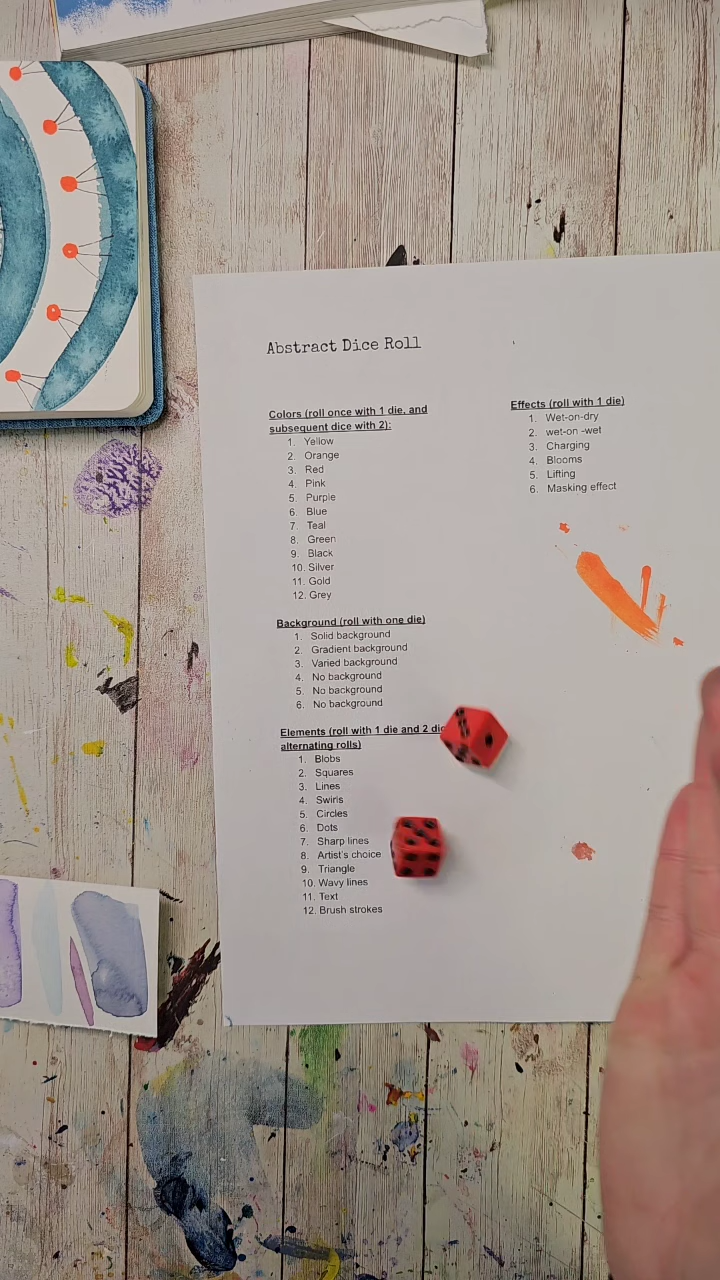 Abstract Dice Roll
Colors (roll once with 1 die, and
subsequent dice with 2):
1. Yellow
2. Orange
3. Red
4. Pink
5. Purple
6. Blue
7. Teal
8. Green
9. Black
10. Silver
11. Gold
12. Grey
Background (roll with one die)
1. Solid background
2. Gradient background
3. Varied background
4. No background
5. No background
6. No background
Elements (roll with 1 die and 2
alternating rolls)
1. Blobs
2. Squares
3. Lines
4. Swirls
5. Circles
6. Dots
7. Sharp lines
8. Artist's choice
9. Triangle
10. Wavy lines
11. Text
12. Brush strokes
Effects (roll with 1 die)
1. Wet-on-dry
2. wet-on -wet
3. Charging
4. Blooms
5. Lifting
6. Masking effect